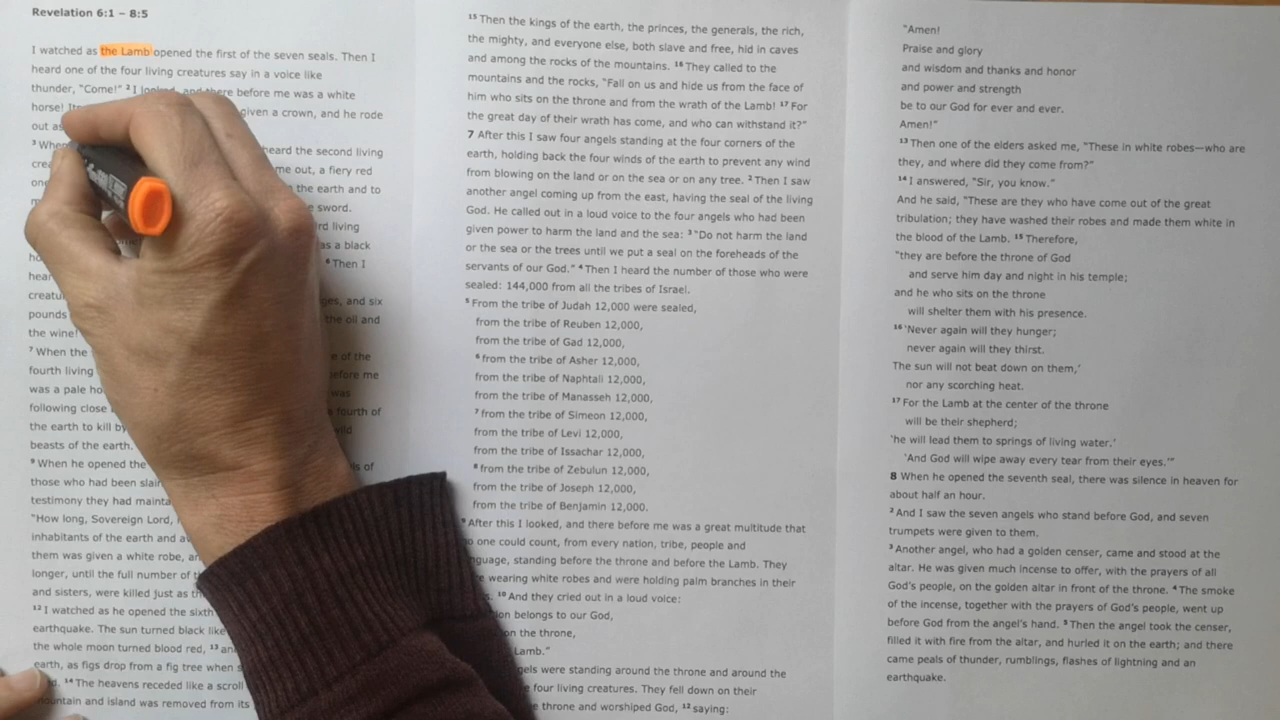 Revelation 6:1 – 8:5
I watched as the Lamb opened the first of the seven seals. Then I
heard one of the four living creatures say in a voice like
thunder, "Come!" ² I looked, and there before me was a white
horse! Its given a crown, and he rode
out as
³ When heard the second living
me out, a fiery red
one the earth and to
sword.
living
as a black
⁶ Then I
and six
pounds the oil and
the wine!
⁷ When the of the
fourth living before me
was a pale was
following close a fourth of
the earth to kill by
beasts of the earth.
⁹ When he opened the of
those who had been slain
testimony they had
"How long, Sovereign Lord,
inhabitants of the earth and
them was given a white robe,
longer, until the full number of
and sisters, were killed just as
¹² I watched as he opened the sixth
earthquake. The sun turned black like
the whole moon turned blood red, ¹³
earth, as figs drop from a fig tree when
¹⁴ The heavens receded like a scroll
mountain and island was removed from its
¹⁵ Then the kings of the earth, the princes, the generals, the rich,
the mighty, and everyone else, both slave and free, hid in caves
and among the rocks of the mountains. ¹⁶ They called to the
mountains and the rocks, "Fall on us and hide us from the face of
him who sits on the throne and from the wrath of the Lamb! ¹⁷ For
the great day of their wrath has come, and who can withstand it?"
7 After this I saw four angels standing at the four corners of the
earth, holding back the four winds of the earth to prevent any wind
from blowing on the land or on the sea or on any tree. ² Then I saw
another angel coming up from the east, having the seal of the living
God. He called out in a loud voice to the four angels who had been
given power to harm the land and the sea: ³ "Do not harm the land
or the sea or the trees until we put a seal on the foreheads of the
servants of our God." ⁴ Then I heard the number of those who were
sealed: 144,000 from all the tribes of Israel.
⁵ From the tribe of Judah 12,000 were sealed,
from the tribe of Reuben 12,000,
from the tribe of Gad 12,000,
⁶ from the tribe of Asher 12,000,
from the tribe of Naphtali 12,000,
from the tribe of Manasseh 12,000,
⁷ from the tribe of Simeon 12,000,
from the tribe of Levi 12,000,
from the tribe of Issachar 12,000,
⁸ from the tribe of Zebulun 12,000,
from the tribe of Joseph 12,000,
from the tribe of Benjamin 12,000.
⁹ After this I looked, and there before me was a great multitude that
one could count, from every nation, tribe, people and
standing before the throne and before the Lamb. They
wearing white robes and were holding palm branches in their
¹⁰ And they cried out in a loud voice:
belongs to our God,
on the throne,
Lamb."
were standing around the throne and around the
four living creatures. They fell down on their
throne and worshiped God, ¹² saying:
"Amen!
Praise and glory
and wisdom and thanks and honor
and power and strength
be to our God for ever and ever.
Amen!"
¹³ Then one of the elders asked me, "These in white robes—who are
they, and where did they come from?"
¹⁴ I answered, "Sir, you know."
And he said, "These are they who have come out of the great
tribulation; they have washed their robes and made them white in
the blood of the Lamb. ¹⁵ Therefore,
"they are before the throne of God
and serve him day and night in his temple;
and he who sits on the throne
will shelter them with his presence.
¹⁶ 'Never again will they hunger;
never again will they thirst.
The sun will not beat down on them,'
nor any scorching heat.
¹⁷ For the Lamb at the center of the throne
will be their shepherd;
'he will lead them to springs of living water.'
'And God will wipe away every tear from their eyes.'"
8 When he opened the seventh seal, there was silence in heaven for
about half an hour.
² And I saw the seven angels who stand before God, and seven
trumpets were given to them.
³ Another angel, who had a golden censer, came and stood at the
altar. He was given much incense to offer, with the prayers of all
God's people, on the golden altar in front of the throne. ⁴ The smoke
of the incense, together with the prayers of God's people, went up
before God from the angel's hand. ⁵ Then the angel took the censer,
filled it with fire from the altar, and hurled it on the earth; and there
came peals of thunder, rumblings, flashes of lightning and an
earthquake.